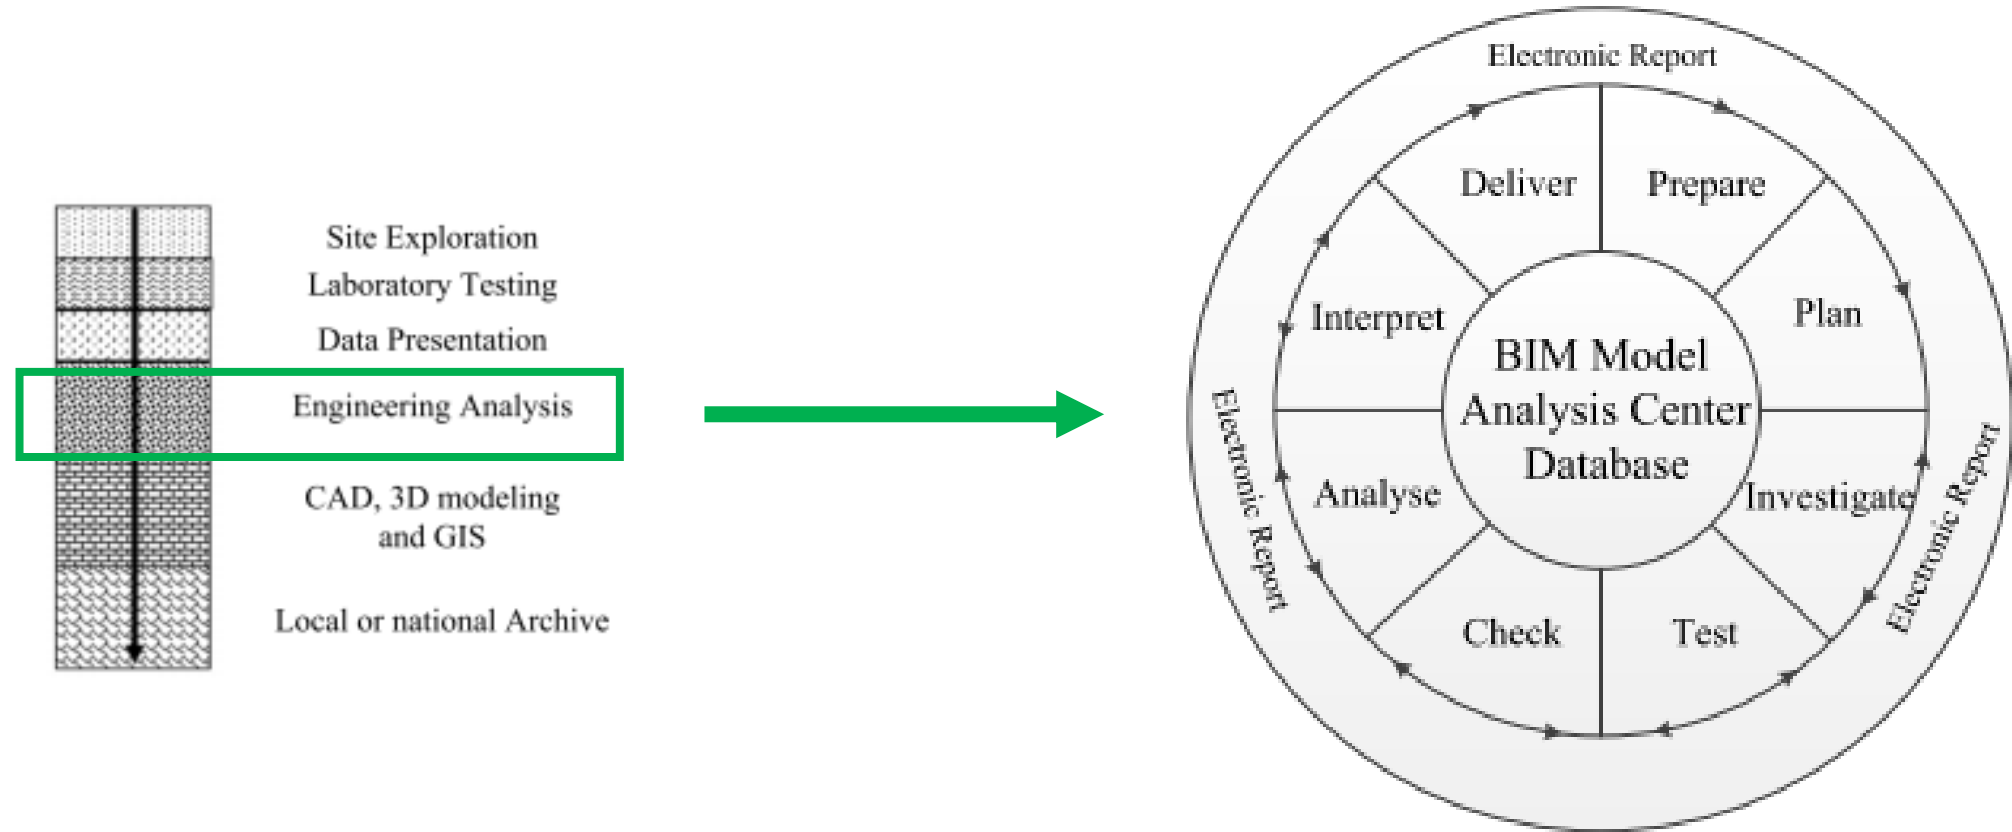 Site Exploration
Laboratory Testing
Data Presentation
Engineering Analysis
CAD, 3D modeling
and GIS
Local or national Archive
Electronic Report
Deliver
Prepare
Interpret
Plan
BIM Model
Analysis Center
Database
Analyse
Investigate
Check
Test
Electronic Report
Electronic Report